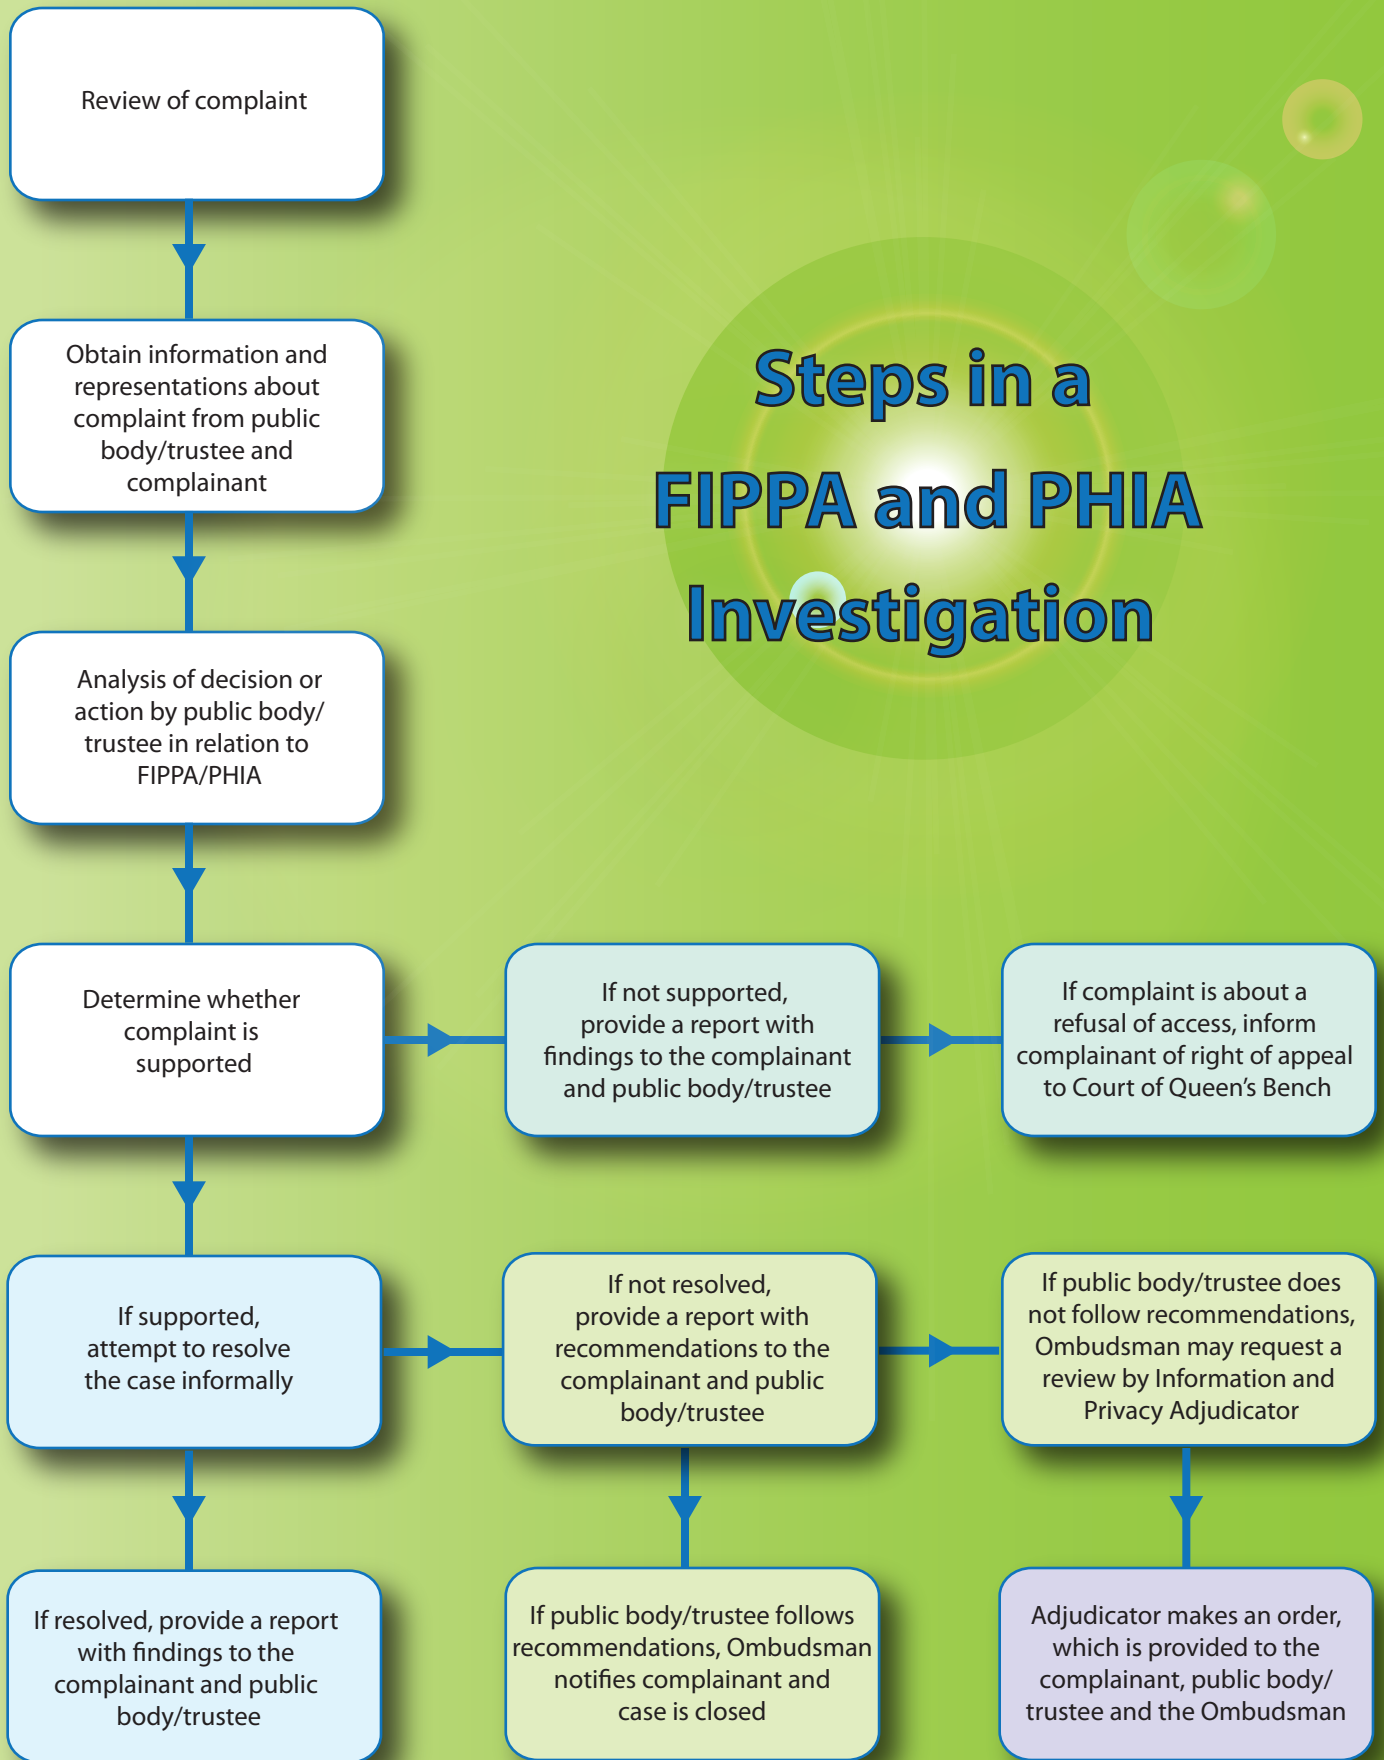 Review of complaint
Steps in a
FIPPA and PHIA
Investigation
Obtain information and
representations about
complaint from public
body/trustee and
complainant
Analysis of decision or
action by public body/
trustee in relation to
FIPPA/PHIA
Determine whether
complaint is
supported
If not supported,
provide a report with
findings to the complainant
and public body/trustee
If complaint is about a
refusal of access, inform
complainant of right of appeal
to Court of Queen's Bench
If supported,
attempt to resolve
the case informally
If not resolved,
provide a report with
recommendations to the
complainant and public
body/trustee
If public body/trustee does
not follow recommendations,
Ombudsman may request a
review by Information and
Privacy Adjudicator
If resolved, provide a report
with findings to the
complainant and public
body/trustee
If public body/trustee follows
recommendations, Ombudsman
notifies complainant and
case is closed
Adjudicator makes an order,
which is provided to the
complainant, public body/
trustee and the Ombudsman